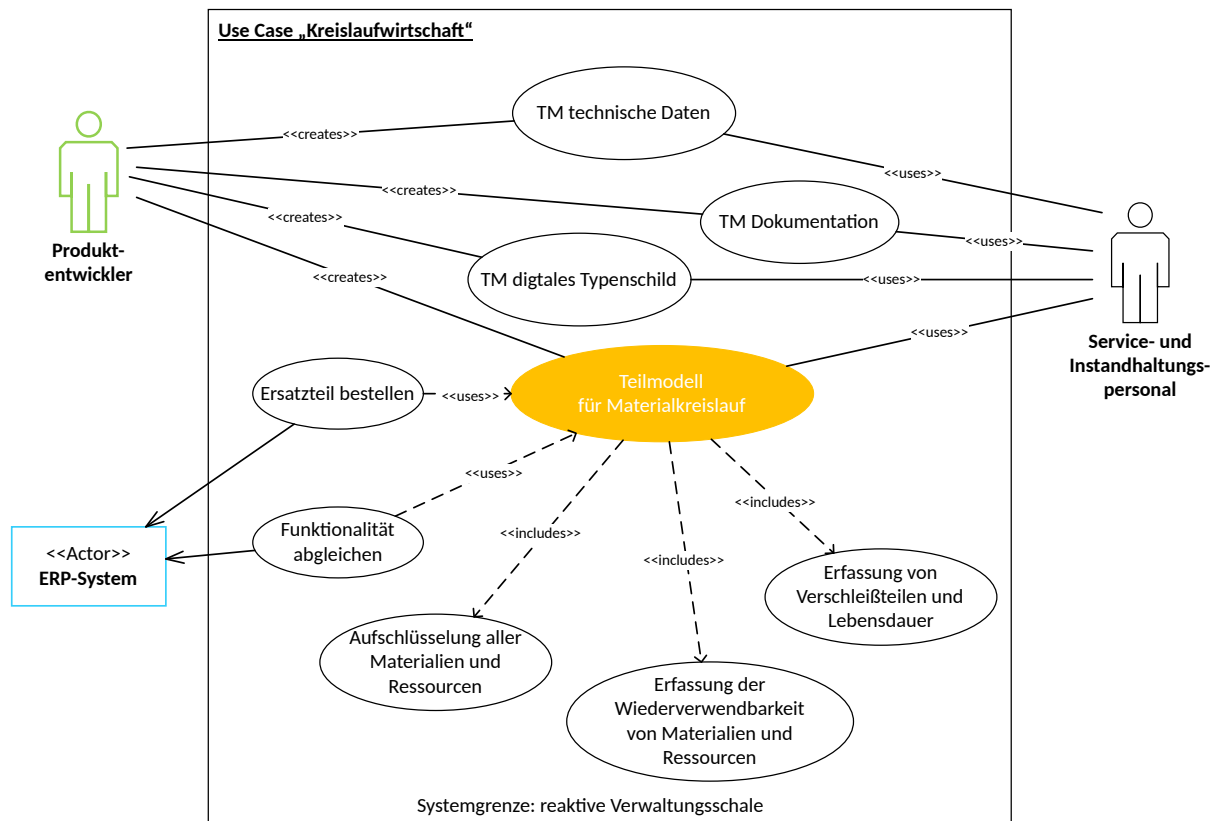 Use Case „Kreislaufwirtschaft“
TM technische Daten
<<creates>>
<<uses>>
<<creates>>
TM Dokumentation
<<creates>>
<<uses>>
Produkt-
entwickler
<<creates>>
TM digtales Typenschild
<<uses>>
<<uses>>
Service- und
Instandhaltungs-
personal
Ersatzteil bestellen
<<uses>>
Teilmodell
für Materialkreislauf
<<uses>>
<<includes>>
<<includes>>
<<includes>>
Funktionalität
abgleichen
<<Actor>>
ERP-System
Erfassung von
Verschleißteilen und
Lebensdauer
Aufschlüsselung aller
Materialien und
Ressourcen
Erfassung der
Wiederverwendbarkeit
von Materialien und
Ressourcen
Systemgrenze: reaktive Verwaltungsschale